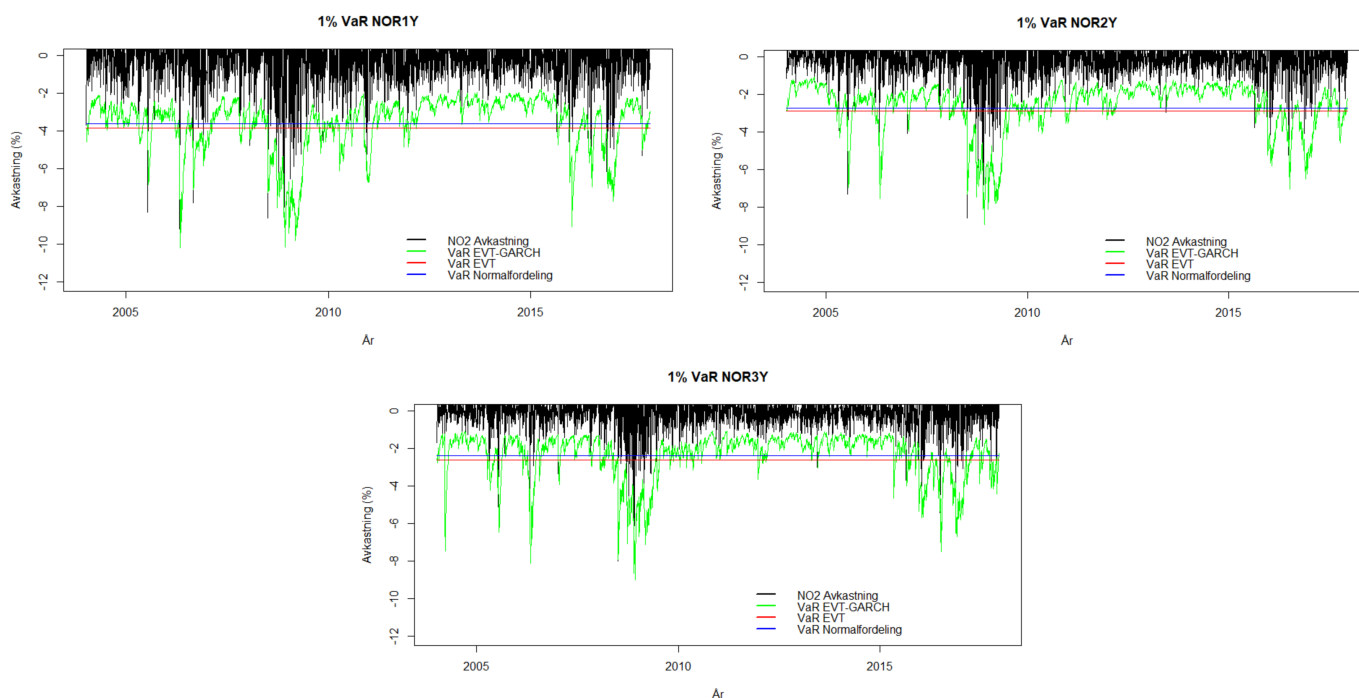 1% VaR NOR1Y
Avkastning (%)
0
-2
-4
-6
-8
-10
-12
NO2 Avkastning
VaR EVT-GARCH
VaR EVT
VaR Normalfordeling
2005 2010 2015
År
1% VaR NOR2Y
Avkastning (%)
0
-2
-4
-6
-8
-10
-12
NO2 Avkastning
VaR EVT-GARCH
VaR EVT
VaR Normalfordeling
2005 2010 2015
År
1% VaR NOR3Y
Avkastning (%)
0
-2
-4
-6
-8
-10
-12
NO2 Avkastning
VaR EVT-GARCH
VaR EVT
VaR Normalfordeling
2005 2010 2015
År